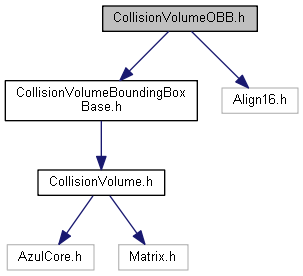 CollisionVolumeOBB.h
CollisionVolumeBoundingBox
Base.h
Align16.h
CollisionVolume.h
AzulCore.h
Matrix.h